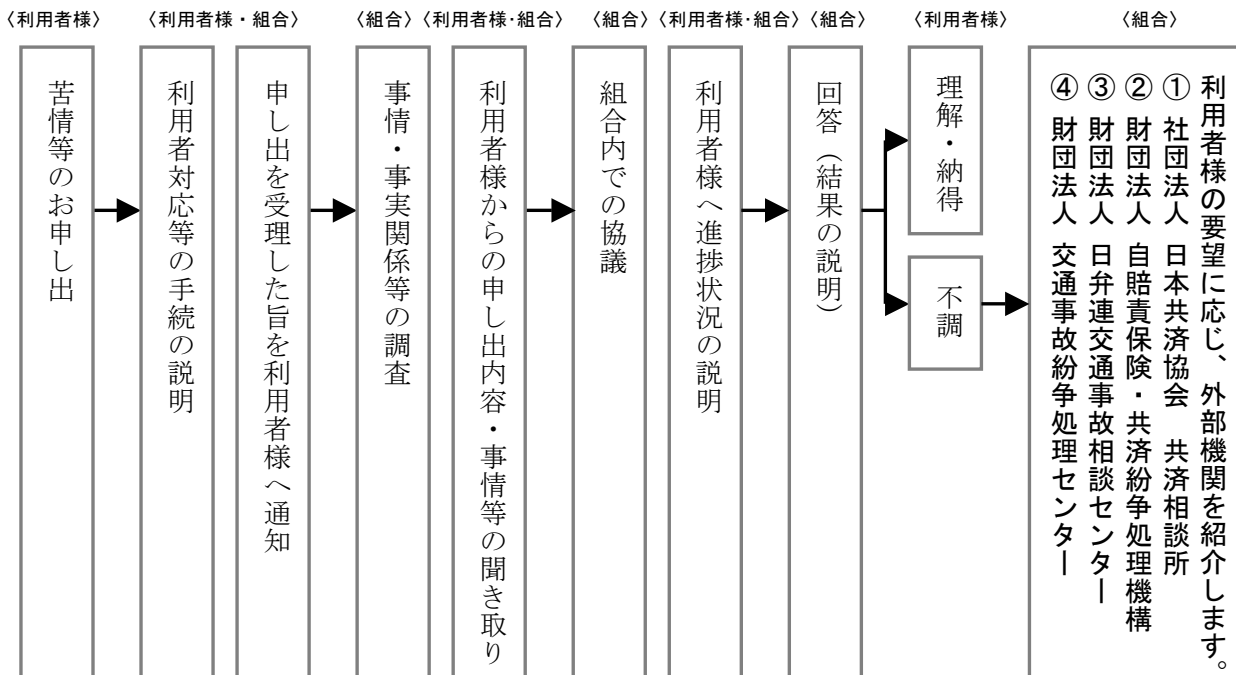 〈利用者様〉
〈利用者様・組合〉
〈組合〉
〈利用者様・組合〉
〈組合〉
〈利用者様・組合〉
〈組合〉
〈利用者様〉
〈組合〉
苦情等のお申し出
利用者対応等の手続の説明
申し出を受理した旨を利用者様へ通知
事情・事実関係等の調査
利用者様からの申し出内容・事情等の聞き取り
組合内での協議
利用者様へ進捗状況の説明
回答（結果の説明）
理解・納得
不調
利用者様の要望に応じ、外部機関を紹介します。
① 社団法人 日本共済協会 共済相談所
② 財団法人 自賠責保険・共済紛争処理機構
③ 財団法人 日弁連交通事故相談センター
④ 財団法人 交通事故紛争処理センター